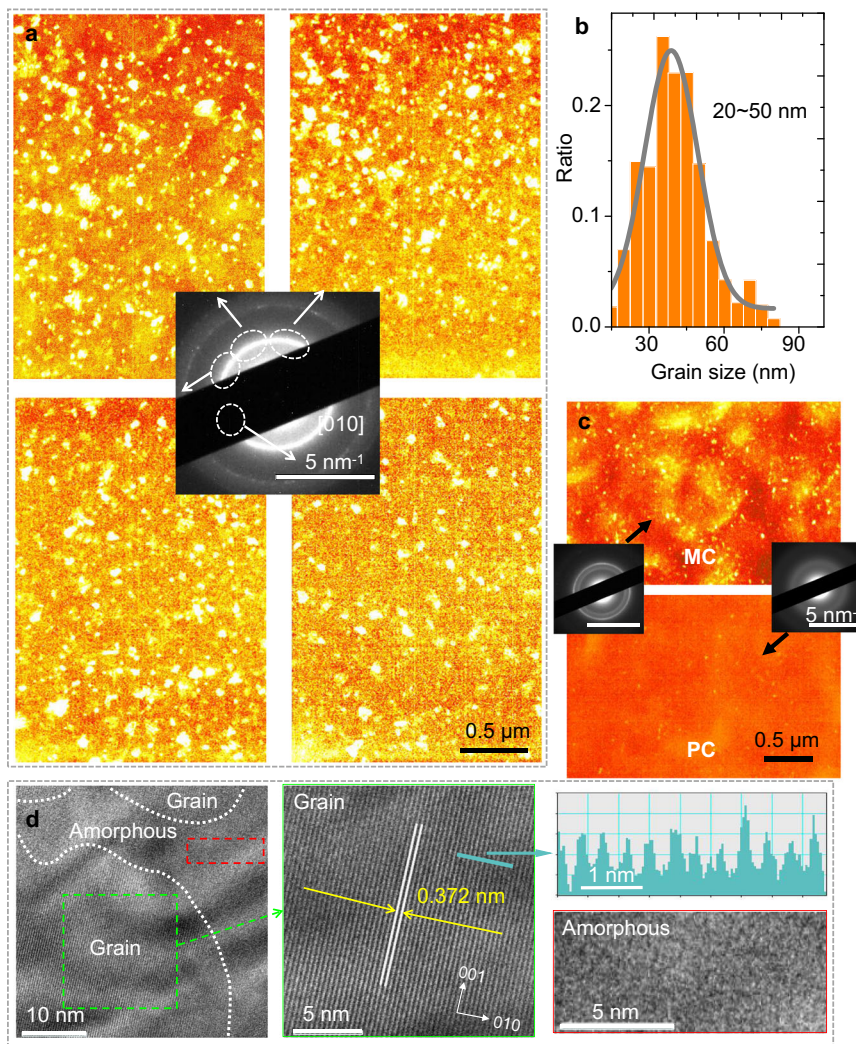 a
[010]
5 nm-1
0.5 μm
b
Ratio
0.2
0.1
0.0
20~50 nm
30
60
90
Grain size (nm)
c
MC
5 nm-
PC
0.5 μm
d
Grain
Amorphous
Grain
10 nm
Grain
0.372 nm
001
010
5 nm
1 nm
Amorphous
5 nm